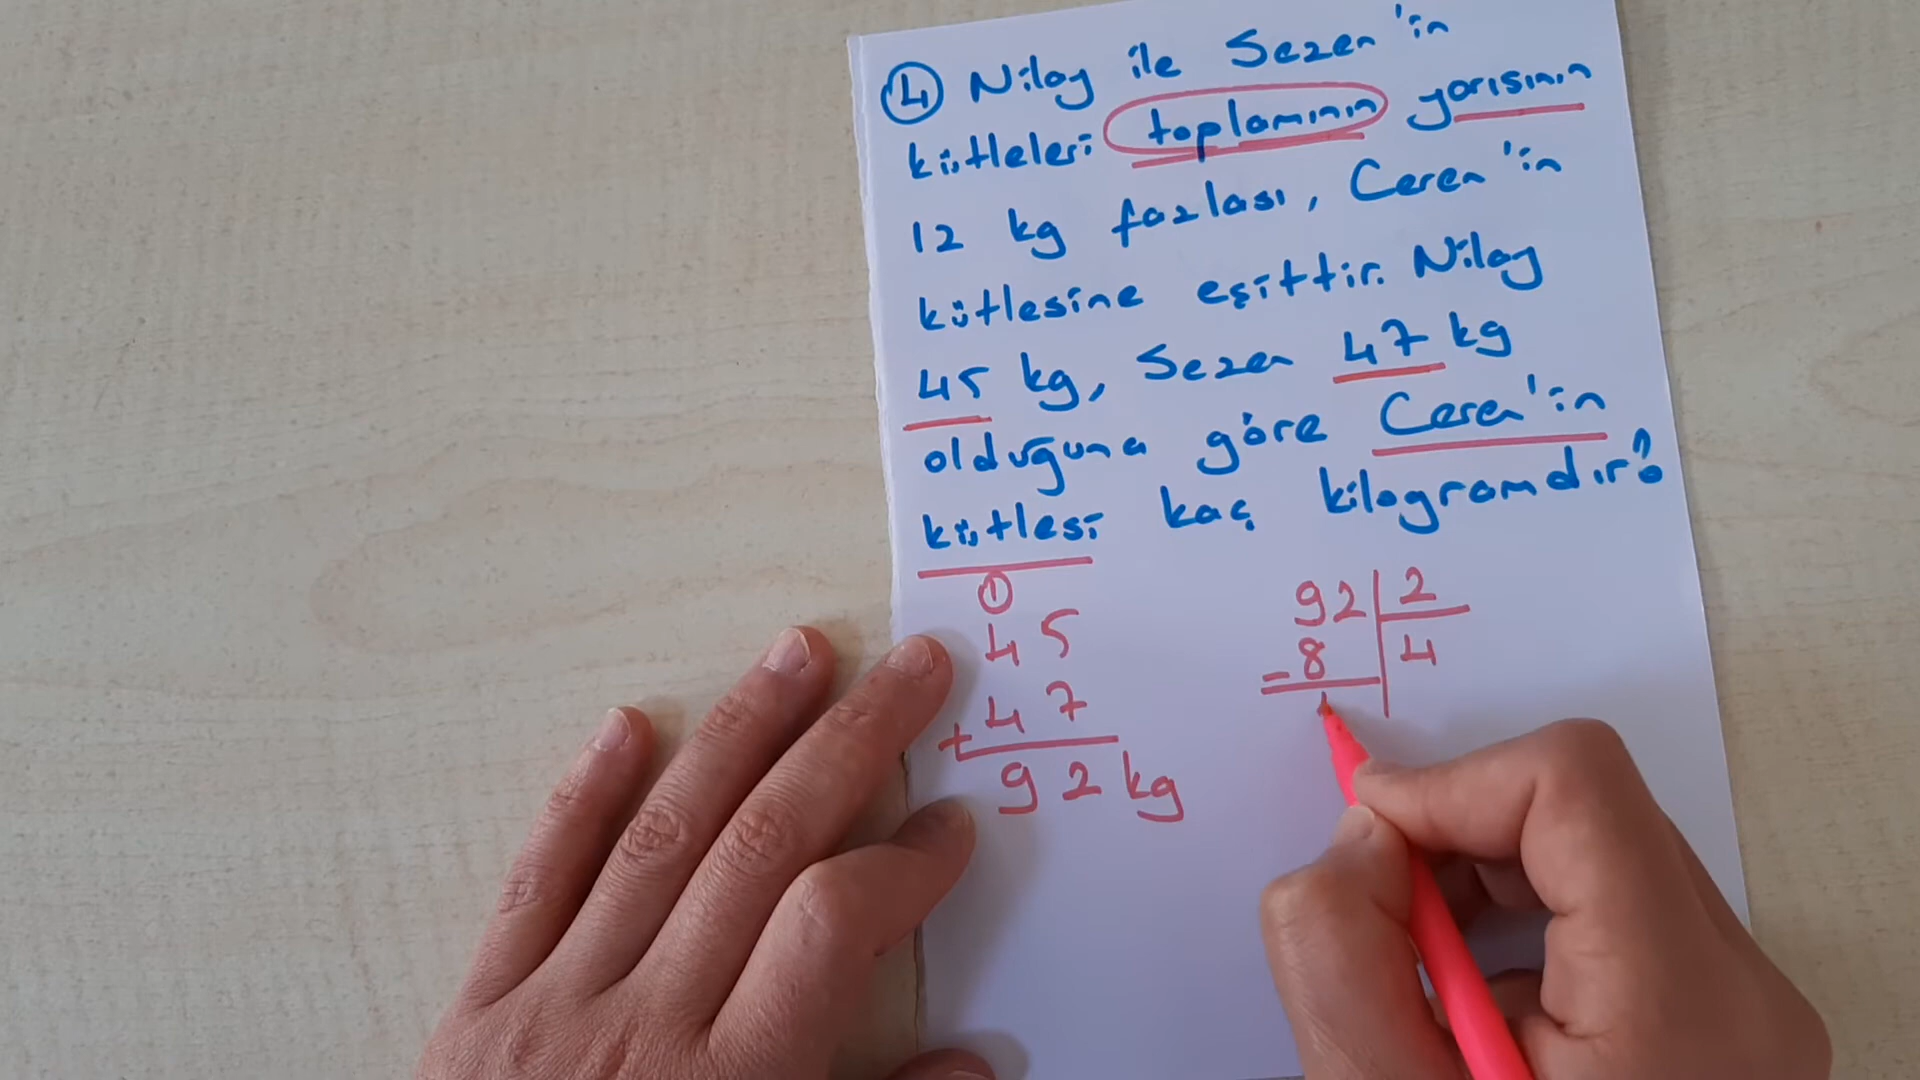 4 Nilay ile Sezen'in
kütleleri toplamının yarısının
12 kg fazlası, Ceren'in
kütlesine eşittir. Nilay
45 kg, Sezen 47 kg
olduğuna göre Ceren'in
kütlesi kaç kilogramdır?
1
45
+ 47
92 kg
92 | 2
- 8 | 4
1